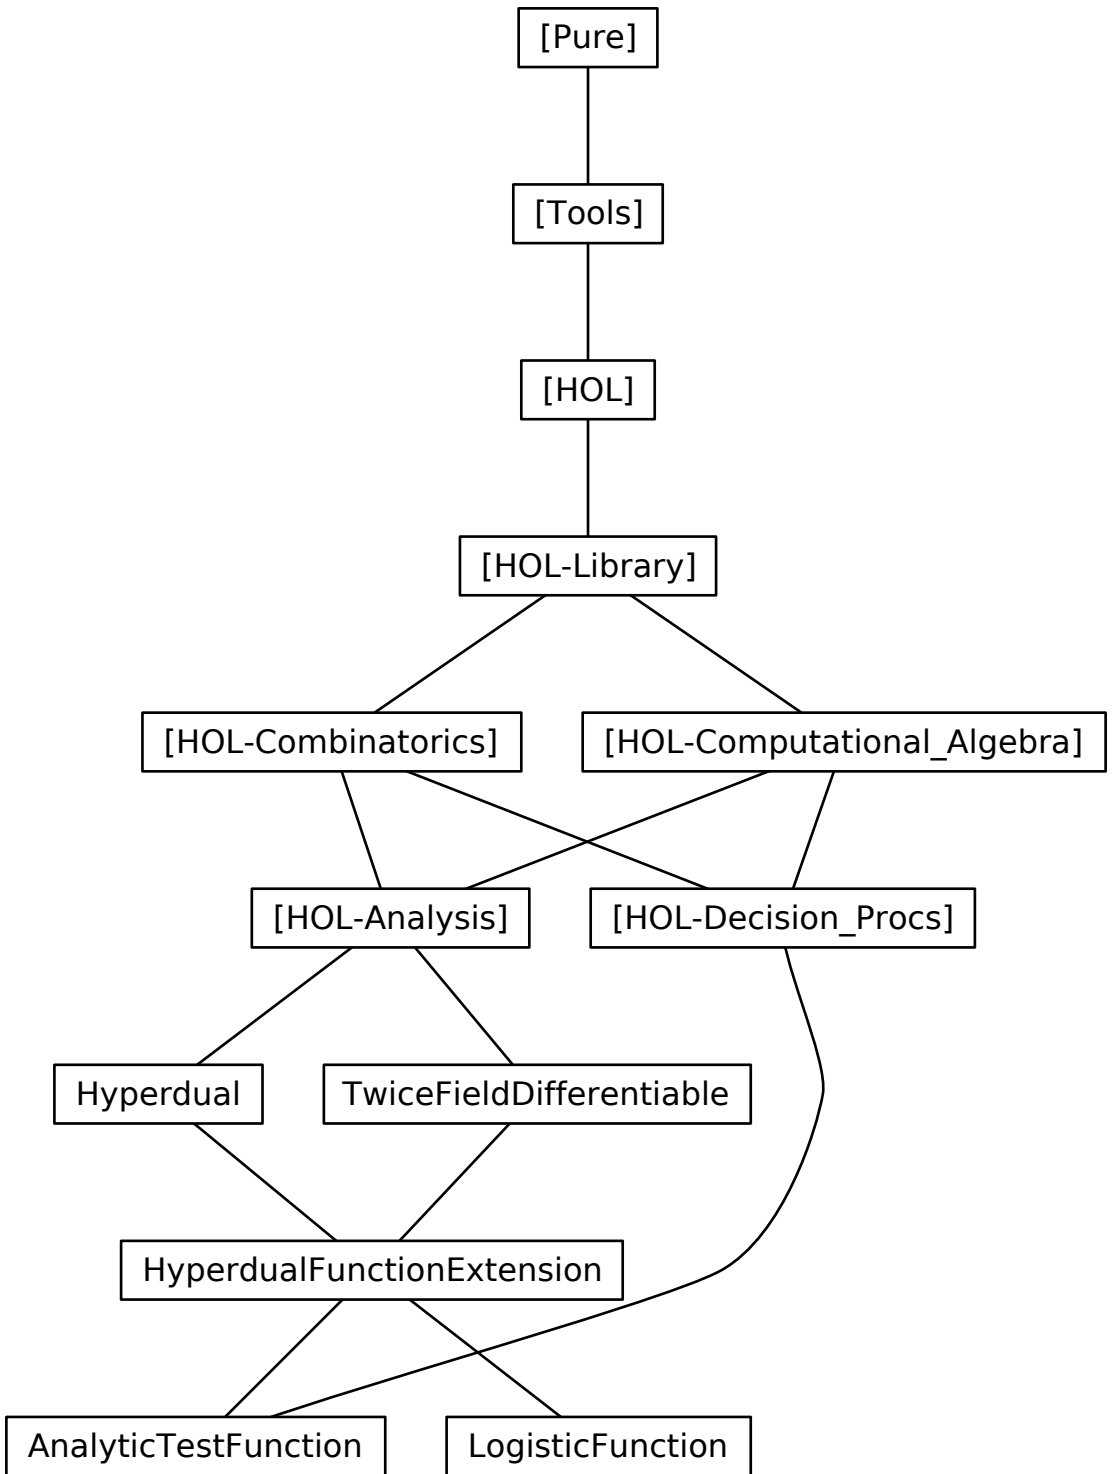 [Pure]
[Tools]
[HOL]
[HOL-Library]
[HOL-Combinatorics]
[HOL-Computational_Algebra]
[HOL-Analysis]
[HOL-Decision_Procs]
Hyperdual
TwiceFieldDifferentiable
HyperdualFunctionExtension
AnalyticTestFunction
LogisticFunction